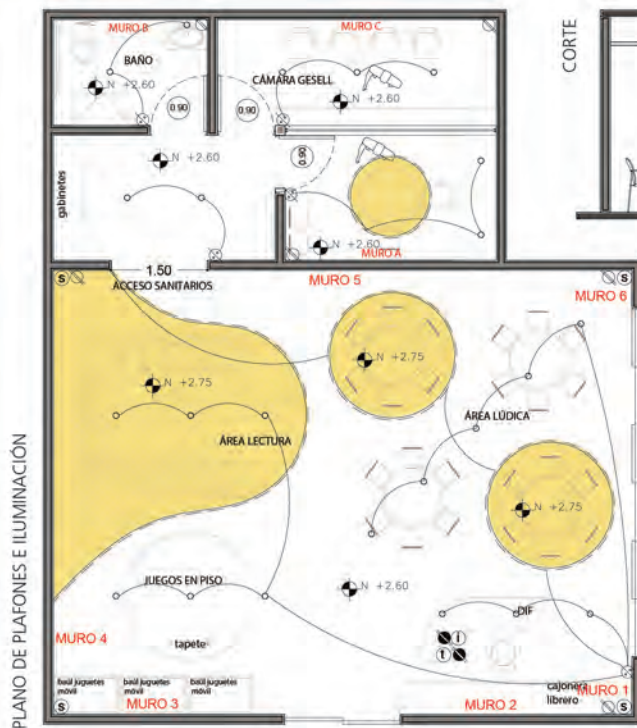 PLANO DE PLAFONES E ILUMINACIÓN
CORTE
MURO B
MURO C
BAÑO
CÁMARA GESELL
N +2.60
N +2.60
0.90
0.90
N +2.60
0.90
gabinetes
N +2.60
MURO A
1.50
ACCESO SANITARIOS
MURO 5
S
S
MURO 6
N +2.75
N +2.75
ÁREA LECTURA
ÁREA LÚDICA
N +2.75
JUEGOS EN PISO
N +2.60
DIF
i
t
MURO 4
tapete
baúl juguetes
móvil
baúl juguetes
móvil
baúl juguetes
móvil
cajonera
librero
MURO 1
S
MURO 3
MURO 2
S